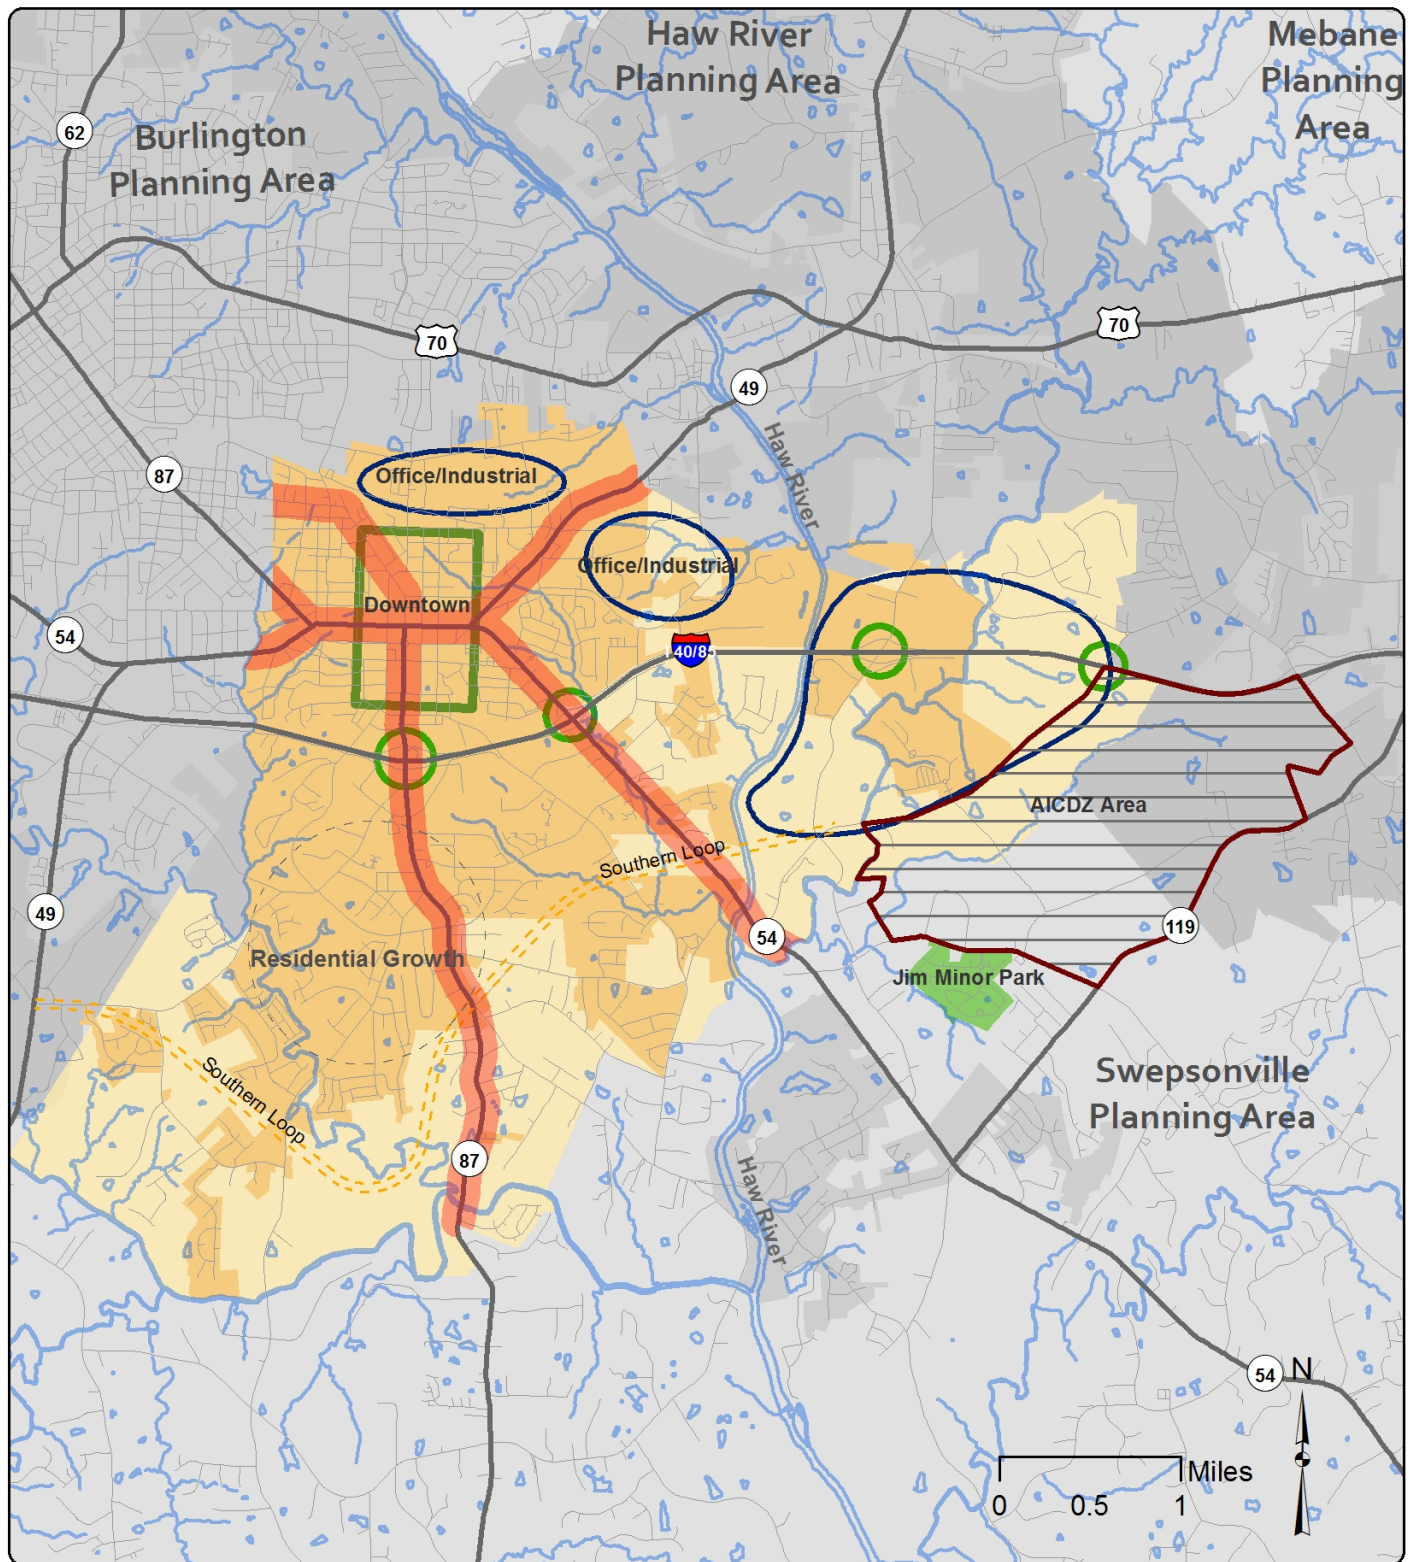 Haw River
Planning Area
Mebane
Planning
Area
62
Burlington
Planning Area
70
70
49
87
Haw River
Office/Industrial
Office/Industrial
Downtown
54
40/85
AICDZ Area
Southern Loop
49
119
54
Residential Growth
Jim Minor Park
Southern Loop
Swepsonville
Planning Area
87
Haw River
54
N
Miles
0 0.5 1